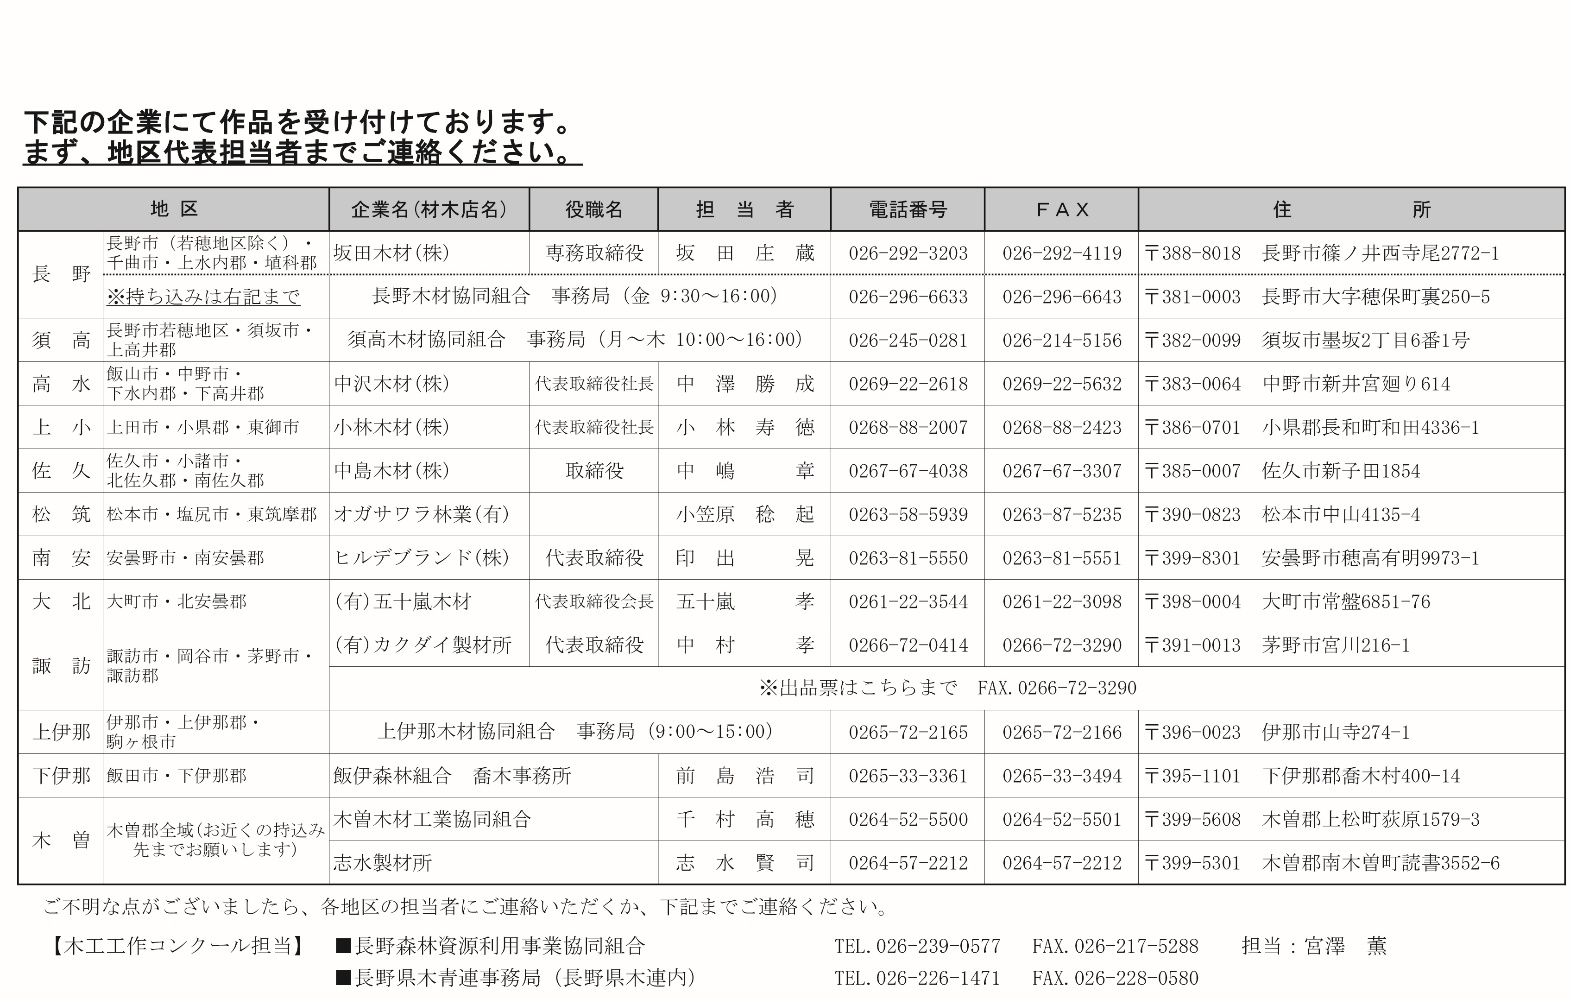 下記の企業にて作品を受け付けております。
まず、地区代表担当者までご連絡ください。
地 区 企業名(材木店名) 役職名 担 当 者 電話番号 ＦＡＸ 住 所
長 野 長野市（若穂地区除く）・ 坂田木材(株) 専務取締役 坂 田 庄 蔵 026-292-3203 026-292-4119 〒388-8018 長野市篠ノ井西寺尾2772-1
千曲市・上水内郡・埴科郡
※持ち込みは右記まで 長野木材協同組合 事務局（金 9:30～16:00） 026-296-6633 026-296-6643 〒381-0003 長野市大字穂保町裏250-5
須 高 長野市若穂地区・須坂市・ 須高木材協同組合 事務局（月～木 10:00～16:00） 026-245-0281 026-214-5156 〒382-0099 須坂市墨坂2丁目6番1号
上高井郡
高 水 飯山市・中野市・ 中沢木材(株) 代表取締役社長 中 澤 勝 成 0269-22-2618 0269-22-5632 〒383-0064 中野市新井宮廻り614
下水内郡・下高井郡
上 小 上田市・小県郡・東御市 小林木材(株) 代表取締役社長 小 林 寿 徳 0268-88-2007 0268-88-2423 〒386-0701 小県郡長和町和田4336-1
佐 久 佐久市・小諸市・ 中島木材(株) 取締役 中 嶋 章 0267-67-4038 0267-67-3307 〒385-0007 佐久市新子田1854
北佐久郡・南佐久郡
松 筑 松本市・塩尻市・東筑摩郡 オガサワラ林業(有) 小笠原 稔 起 0263-58-5939 0263-87-5235 〒390-0823 松本市中山4135-4
南 安 安曇野市・南安曇郡 ヒルデブランド(株) 代表取締役 印 出 晃 0263-81-5550 0263-81-5551 〒399-8301 安曇野市穂高有明9973-1
大 北 大町市・北安曇郡 (有)五十嵐木材 代表取締役会長 五十嵐 孝 0261-22-3544 0261-22-3098 〒398-0004 大町市常盤6851-76
諏 訪 諏訪市・岡谷市・茅野市・ (有)カクダイ製材所 代表取締役 中 村 孝 0266-72-0414 0266-72-3290 〒391-0013 茅野市宮川216-1
諏訪郡
※出品票はこちらまで FAX.0266-72-3290
上伊那 伊那市・上伊那郡・ 上伊那木材協同組合 事務局（9:00～15:00） 0265-72-2165 0265-72-2166 〒396-0023 伊那市山寺274-1
駒ヶ根市
下伊那 飯田市・下伊那郡 飯伊森林組合 喬木事務所 前 島 浩 司 0265-33-3361 0265-33-3494 〒395-1101 下伊那郡喬木村400-14
木 曽 木曽郡全域(お近くの持込み 木曽木材工業協同組合 千 村 高 穂 0264-52-5500 0264-52-5501 〒399-5608 木曽郡上松町荻原1579-3
先までお願いします) 志水製材所 志 水 賢 司 0264-57-2212 0264-57-2212 〒399-5301 木曽郡南木曽町読書3552-6
ご不明な点がございましたら、各地区の担当者にご連絡いただくか、下記までご連絡ください。
【木工工作コンクール担当】 ■長野森林資源利用事業協同組合 TEL.026-239-0577 FAX.026-217-5288 担当：宮澤 薫
■長野県木青連事務局（長野県木連内） TEL.026-226-1471 FAX.026-228-0580